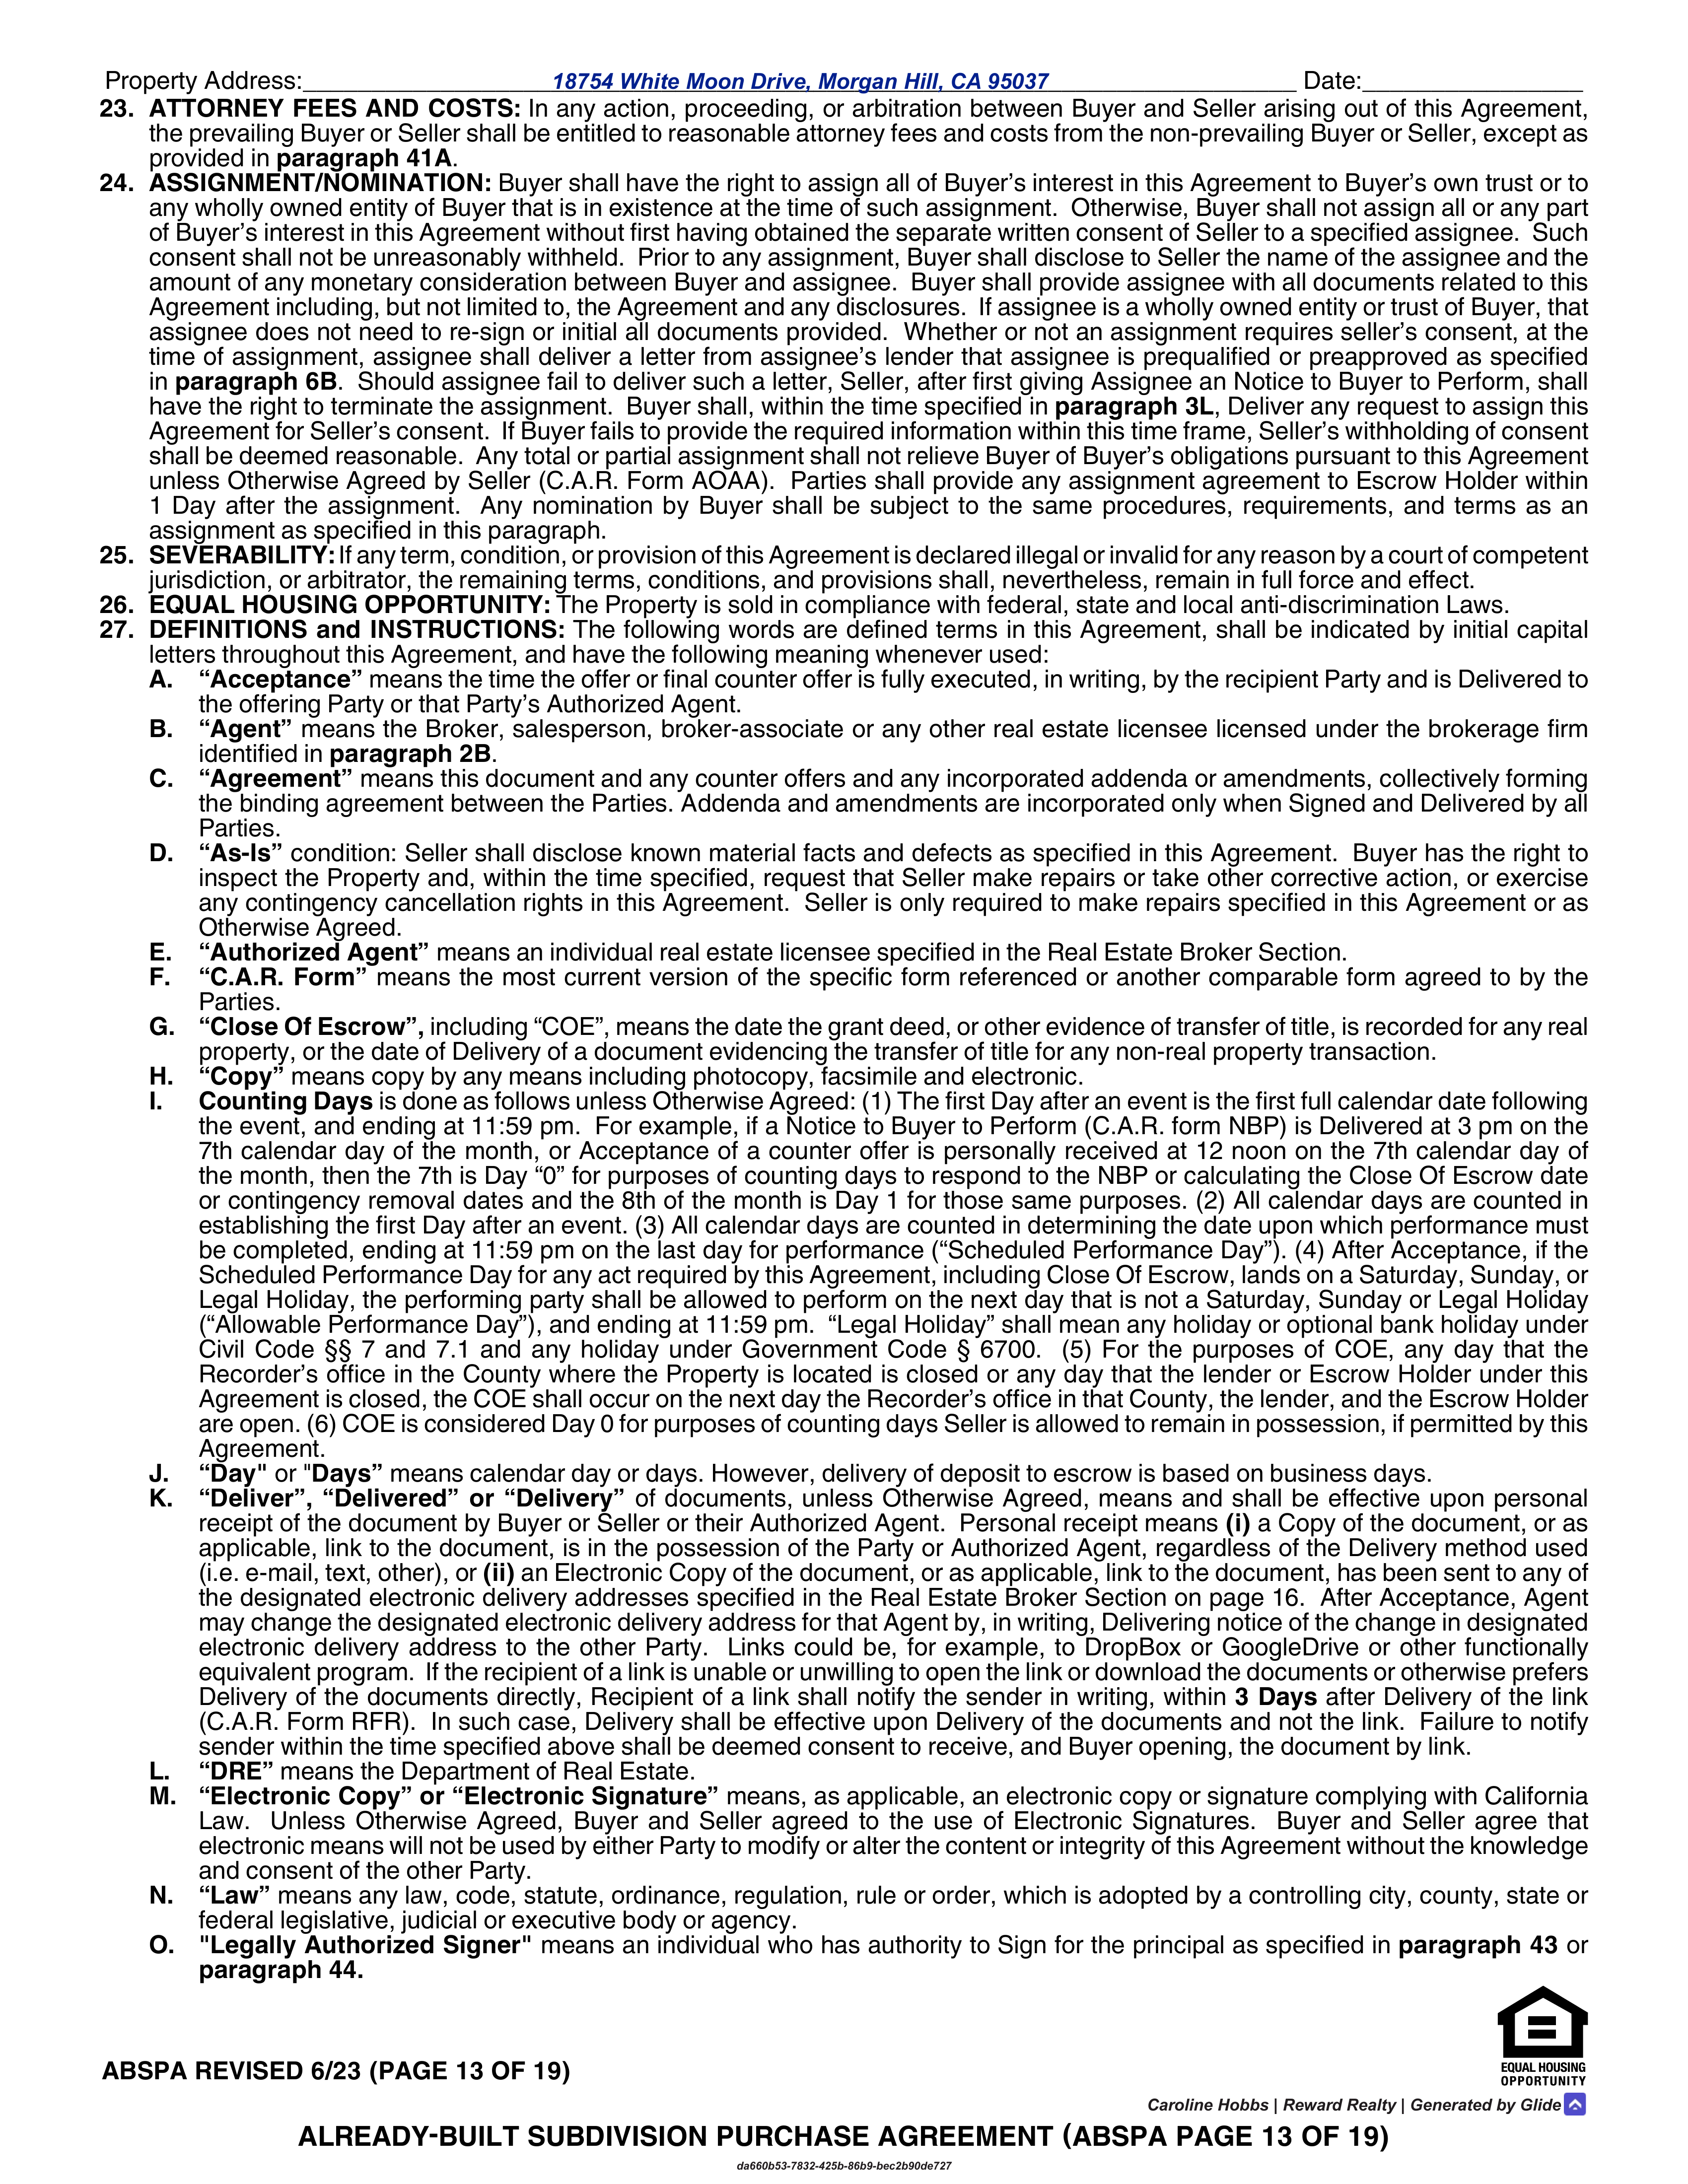 Property Address: 18754 White Moon Drive, Morgan Hill, CA 95037 Date:
23. ATTORNEY FEES AND COSTS: In any action, proceeding, or arbitration between Buyer and Seller arising out of this Agreement,
the prevailing Buyer or Seller shall be entitled to reasonable attorney fees and costs from the non-prevailing Buyer or Seller, except as
provided in paragraph 41A.
24. ASSIGNMENT/NOMINATION: Buyer shall have the right to assign all of Buyer's interest in this Agreement to Buyer's own trust or to
any wholly owned entity of Buyer that is in existence at the time of such assignment. Otherwise, Buyer shall not assign all or any part
of Buyer's interest in this Agreement without first having obtained the separate written consent of Seller to a specified assignee. Such
consent shall not be unreasonably withheld. Prior to any assignment, Buyer shall disclose to Seller the name of the assignee and the
amount of any monetary consideration between Buyer and assignee. Buyer shall provide assignee with all documents related to this
Agreement including, but not limited to, the Agreement and any disclosures. If assignee is a wholly owned entity or trust of Buyer, that
assignee does not need to re-sign or initial all documents provided. Whether or not an assignment requires seller's consent, at the
time of assignment, assignee shall deliver a letter from assignee's lender that assignee is prequalified or preapproved as specified
in paragraph 6B. Should assignee fail to deliver such a letter, Seller, after first giving Assignee an Notice to Buyer to Perform, shall
have the right to terminate the assignment. Buyer shall, within the time specified in paragraph 3L, Deliver any request to assign this
Agreement for Seller's consent. If Buyer fails to provide the required information within this time frame, Seller's withholding of consent
shall be deemed reasonable. Any total or partial assignment shall not relieve Buyer of Buyer's obligations pursuant to this Agreement
unless Otherwise Agreed by Seller (C.A.R. Form AOAA). Parties shall provide any assignment agreement to Escrow Holder within
1 Day after the assignment. Any nomination by Buyer shall be subject to the same procedures, requirements, and terms as an
assignment as specified in this paragraph.
25. SEVERABILITY: If any term, condition, or provision of this Agreement is declared illegal or invalid for any reason by a court of competent
jurisdiction, or arbitrator, the remaining terms, conditions, and provisions shall, nevertheless, remain in full force and effect.
26. EQUAL HOUSING OPPORTUNITY: The Property is sold in compliance with federal, state and local anti-discrimination Laws.
27. DEFINITIONS and INSTRUCTIONS: The following words are defined terms in this Agreement, shall be indicated by initial capital
letters throughout this Agreement, and have the following meaning whenever used:
A. “Acceptance” means the time the offer or final counter offer is fully executed, in writing, by the recipient Party and is Delivered to
the offering Party or that Party's Authorized Agent.
B. “Agent” means the Broker, salesperson, broker-associate or any other real estate licensee licensed under the brokerage firm
identified in paragraph 2B.
C. “Agreement” means this document and any counter offers and any incorporated addenda or amendments, collectively forming
the binding agreement between the Parties. Addenda and amendments are incorporated only when Signed and Delivered by all
Parties.
D. “As-Is” condition: Seller shall disclose known material facts and defects as specified in this Agreement. Buyer has the right to
inspect the Property and, within the time specified, request that Seller make repairs or take other corrective action, or exercise
any contingency cancellation rights in this Agreement. Seller is only required to make repairs specified in this Agreement or as
Otherwise Agreed.
E. “Authorized Agent” means an individual real estate licensee specified in the Real Estate Broker Section.
F. “C.A.R. Form” means the most current version of the specific form referenced or another comparable form agreed to by the
Parties.
G. “Close Of Escrow”, including “COE”, means the date the grant deed, or other evidence of transfer of title, is recorded for any real
property, or the date of Delivery of a document evidencing the transfer of title for any non-real property transaction.
H. “Copy” means copy by any means including photocopy, facsimile and electronic.
I. Counting Days is done as follows unless Otherwise Agreed: (1) The first Day after an event is the first full calendar date following
the event, and ending at 11:59 pm. For example, if a Notice to Buyer to Perform (C.A.R. form NBP) is Delivered at 3 pm on the
7th calendar day of the month, or Acceptance of a counter offer is personally received at 12 noon on the 7th calendar day of
the month, then the 7th is Day “0” for purposes of counting days to respond to the NBP or calculating the Close Of Escrow date
or contingency removal dates and the 8th of the month is Day 1 for those same purposes. (2) All calendar days are counted in
establishing the first Day after an event. (3) All calendar days are counted in determining the date upon which performance must
be completed, ending at 11:59 pm on the last day for performance (“Scheduled Performance Day”). (4) After Acceptance, if the
Scheduled Performance Day for any act required by this Agreement, including Close Of Escrow, lands on a Saturday, Sunday, or
Legal Holiday, the performing party shall be allowed to perform on the next day that is not a Saturday, Sunday or Legal Holiday
(“Allowable Performance Day”), and ending at 11:59 pm. “Legal Holiday” shall mean any holiday or optional bank holiday under
Civil Code §§ 7 and 7.1 and any holiday under Government Code § 6700. (5) For the purposes of COE, any day that the
Recorder's office in the County where the Property is located is closed or any day that the lender or Escrow Holder under this
Agreement is closed, the COE shall occur on the next day the Recorder's office in that County, the lender, and the Escrow Holder
are open. (6) COE is considered Day 0 for purposes of counting days Seller is allowed to remain in possession, if permitted by this
Agreement.
J. “Day" or "Days” means calendar day or days. However, delivery of deposit to escrow is based on business days.
K. “Deliver”, “Delivered” or “Delivery” of documents, unless Otherwise Agreed, means and shall be effective upon personal
receipt of the document by Buyer or Seller or their Authorized Agent. Personal receipt means (i) a Copy of the document, or as
applicable, link to the document, is in the possession of the Party or Authorized Agent, regardless of the Delivery method used
(i.e. e-mail, text, other), or (ii) an Electronic Copy of the document, or as applicable, link to the document, has been sent to any of
the designated electronic delivery addresses specified in the Real Estate Broker Section on page 16. After Acceptance, Agent
may change the designated electronic delivery address for that Agent by, in writing, Delivering notice of the change in designated
electronic delivery address to the other Party. Links could be, for example, to DropBox or GoogleDrive or other functionally
equivalent program. If the recipient of a link is unable or unwilling to open the link or download the documents or otherwise prefers
Delivery of the documents directly, Recipient of a link shall notify the sender in writing, within 3 Days after Delivery of the link
(C.A.R. Form RFR). In such case, Delivery shall be effective upon Delivery of the documents and not the link. Failure to notify
sender within the time specified above shall be deemed consent to receive, and Buyer opening, the document by link.
L. “DRE” means the Department of Real Estate.
M. “Electronic Copy” or “Electronic Signature” means, as applicable, an electronic copy or signature complying with California
Law. Unless Otherwise Agreed, Buyer and Seller agreed to the use of Electronic Signatures. Buyer and Seller agree that
electronic means will not be used by either Party to modify or alter the content or integrity of this Agreement without the knowledge
and consent of the other Party.
N. “Law” means any law, code, statute, ordinance, regulation, rule or order, which is adopted by a controlling city, county, state or
federal legislative, judicial or executive body or agency.
O. "Legally Authorized Signer" means an individual who has authority to Sign for the principal as specified in paragraph 43 or
paragraph 44.
EQUAL HOUSING
OPPORTUNITY
ABSPA REVISED 6/23 (PAGE 13 OF 19)
Caroline Hobbs | Reward Realty | Generated by Glide
ALREADY-BUILT SUBDIVISION PURCHASE AGREEMENT (ABSPA PAGE 13 OF 19)
da660b53-7832-425b-86b9-bec2b90de727